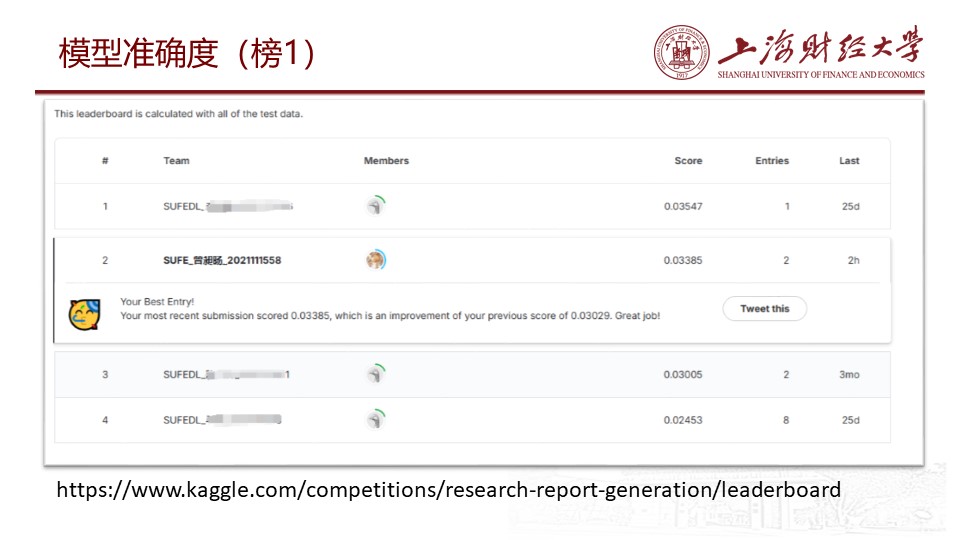 模型准确度（榜1）
上海财经大学
SHANGHAI UNIVERSITY OF FINANCE AND ECONOMICS
1917
This leaderboard is calculated with all of the test data.
# Team Members Score Entries Last
1 SUFEDL_ 0.03547 1 25d
2 SUFE_曾昶旸_2021111558 0.03385 2 2h
Your Best Entry!
Your most recent submission scored 0.03385, which is an improvement of your previous score of 0.03029. Great job!
Tweet this
3 SUFEDL_ 1 0.03005 2 3mo
4 SUFEDL_ 0.02453 8 25d
https://www.kaggle.com/competitions/research-report-generation/leaderboard